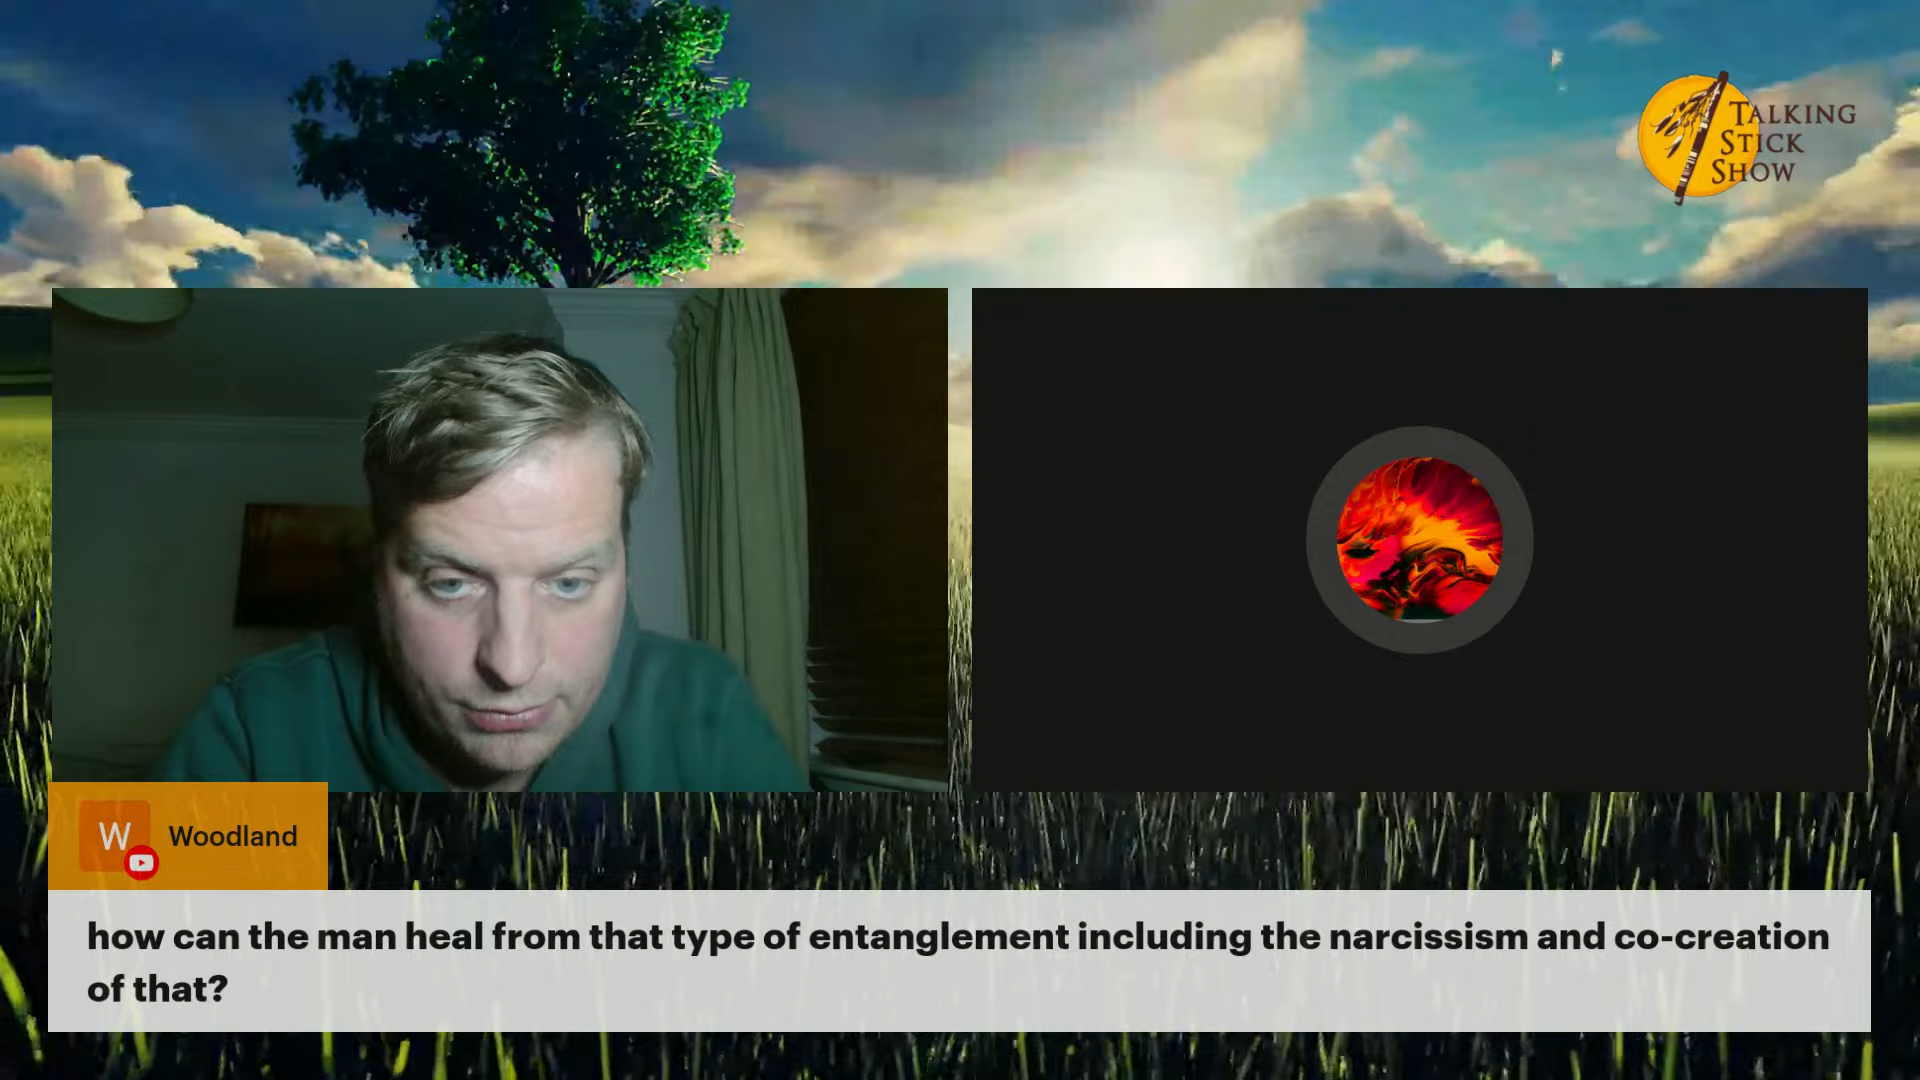 TALKING
STICK
SHOW
W
Woodland
how can the man heal from that type of entanglement including the narcissism and co-creation
of that?